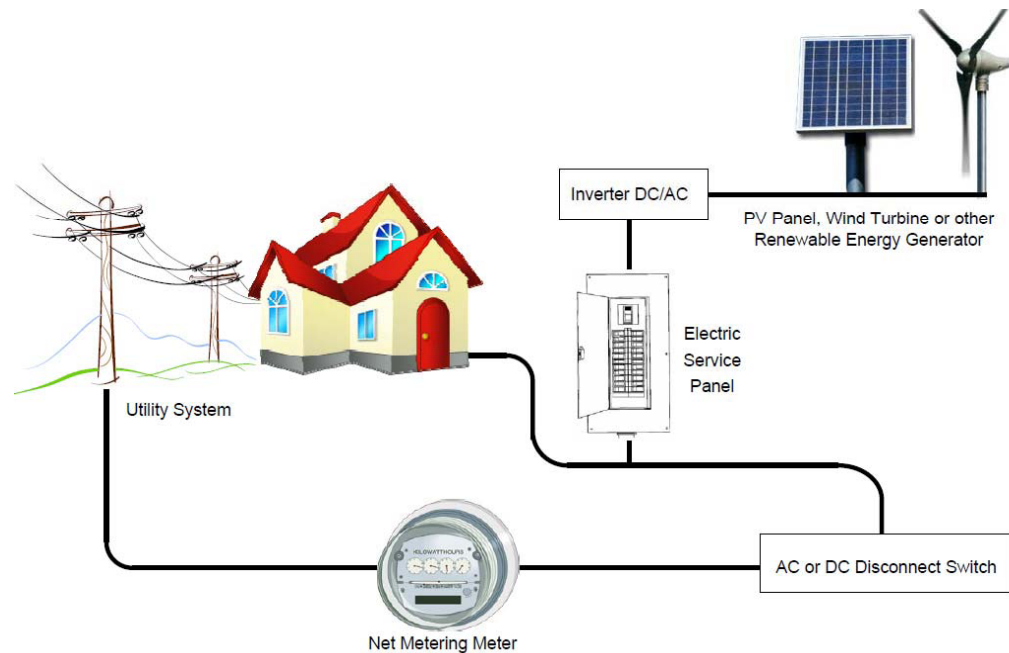 Inverter DC/AC
PV Panel, Wind Turbine or other
Renewable Energy Generator
Electric
Service
Panel
Utility System
KILOWATTHOURS
AC or DC Disconnect Switch
Net Metering Meter